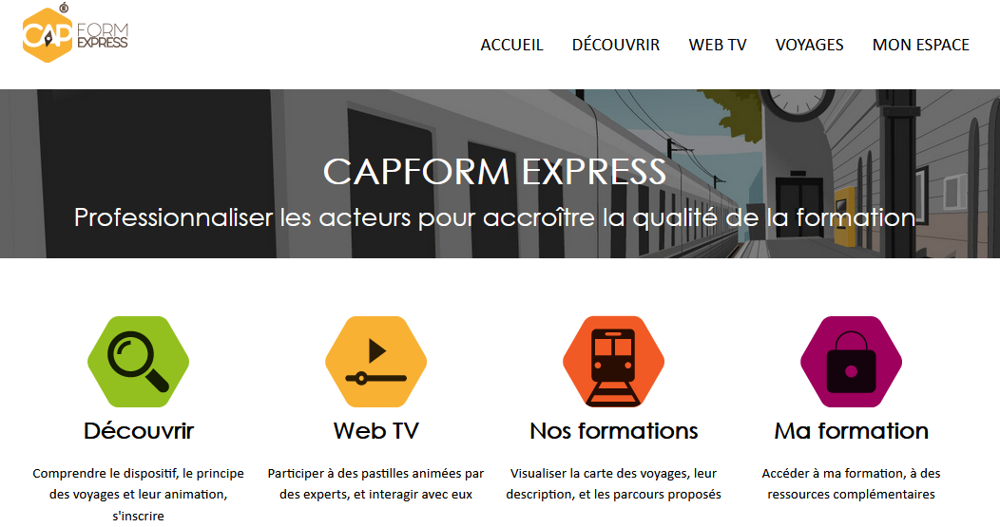 CAP
É
FORM
EXPRESS
ACCUEIL DÉCOUVRIR WEB TV VOYAGES MON ESPACE
CAPFORM EXPRESS
Professionnaliser les acteurs pour accroître la qualité de la formation
Découvrir
Comprendre le dispositif, le principe
des voyages et leur animation,
s'inscrire
Web TV
Participer à des pastilles animées par
des experts, et interagir avec eux
Nos formations
Visualiser la carte des voyages, leur
description, et les parcours proposés
Ma formation
Accéder à ma formation, à des
ressources complémentaires